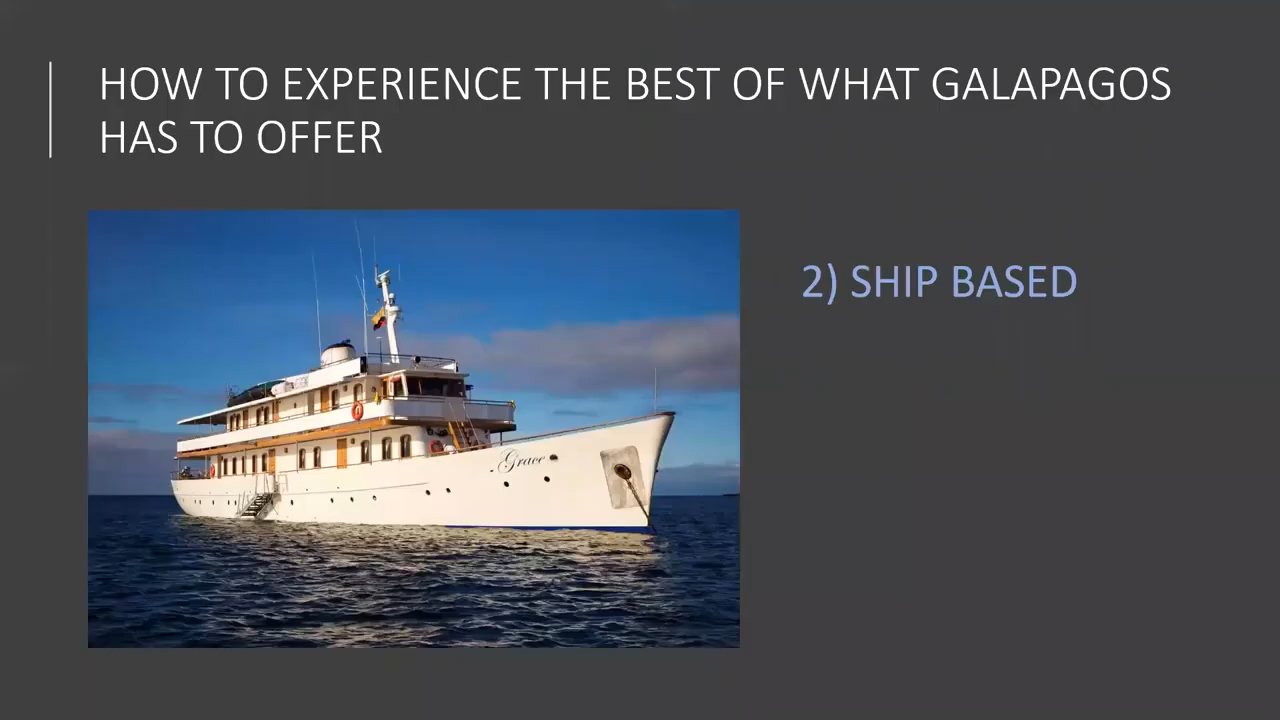 HOW TO EXPERIENCE THE BEST OF WHAT GALAPAGOS
HAS TO OFFER
2) SHIP BASED
Grace